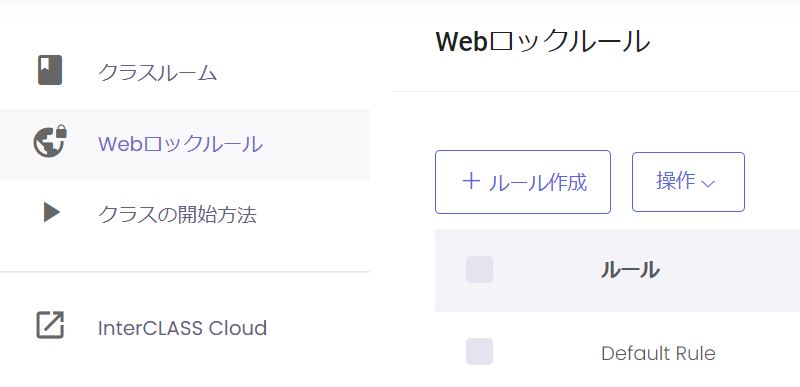 Webロックルール
クラスルーム
Webロックルール
クラスの開始方法
InterCLASS Cloud
+ ルール作成
操作
ルール
Default Rule